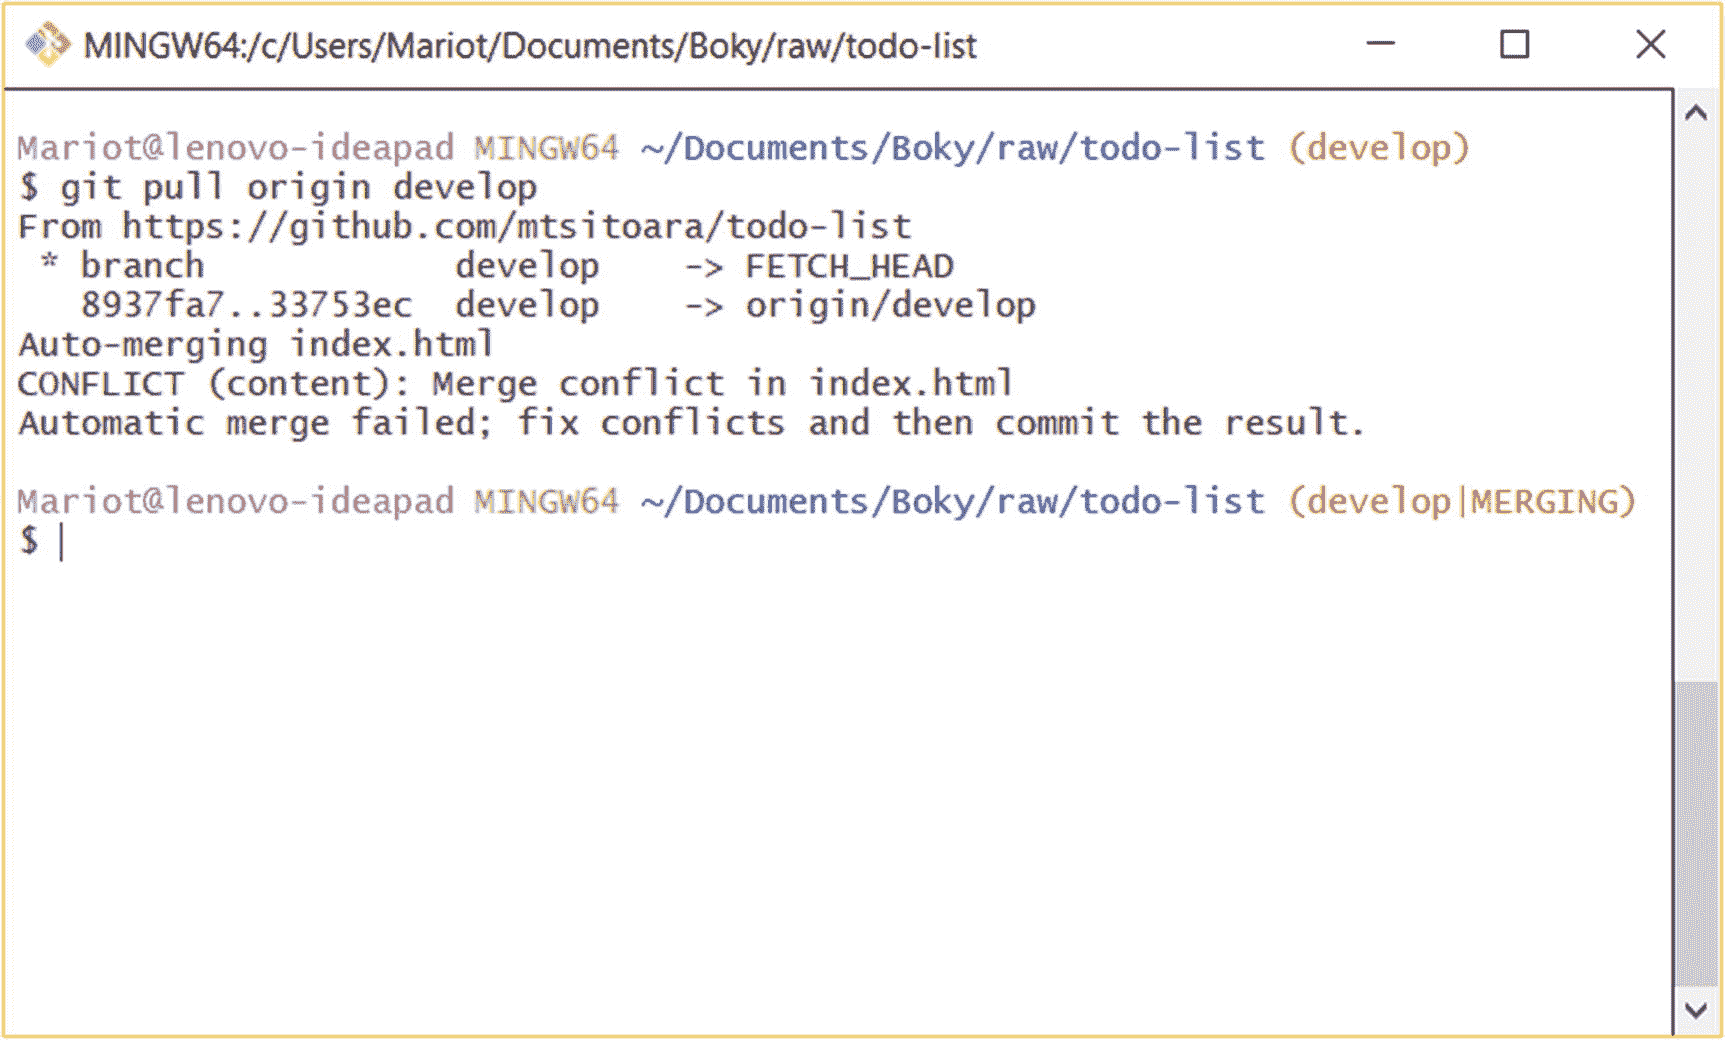 MINGW64:/c/Users/Mariot/Documents/Boky/raw/todo-list
Mariot@lenovo-ideapad MINGW64 ~/Documents/Boky/raw/todo-list (develop)
$ git pull origin develop
From https://github.com/mtsitoara/todo-list
 * branch            develop    -> FETCH_HEAD
   8937fa7..33753ec  develop    -> origin/develop
Auto-merging index.html
CONFLICT (content): Merge conflict in index.html
Automatic merge failed; fix conflicts and then commit the result.
Mariot@lenovo-ideapad MINGW64 ~/Documents/Boky/raw/todo-list (develop|MERGING)
$